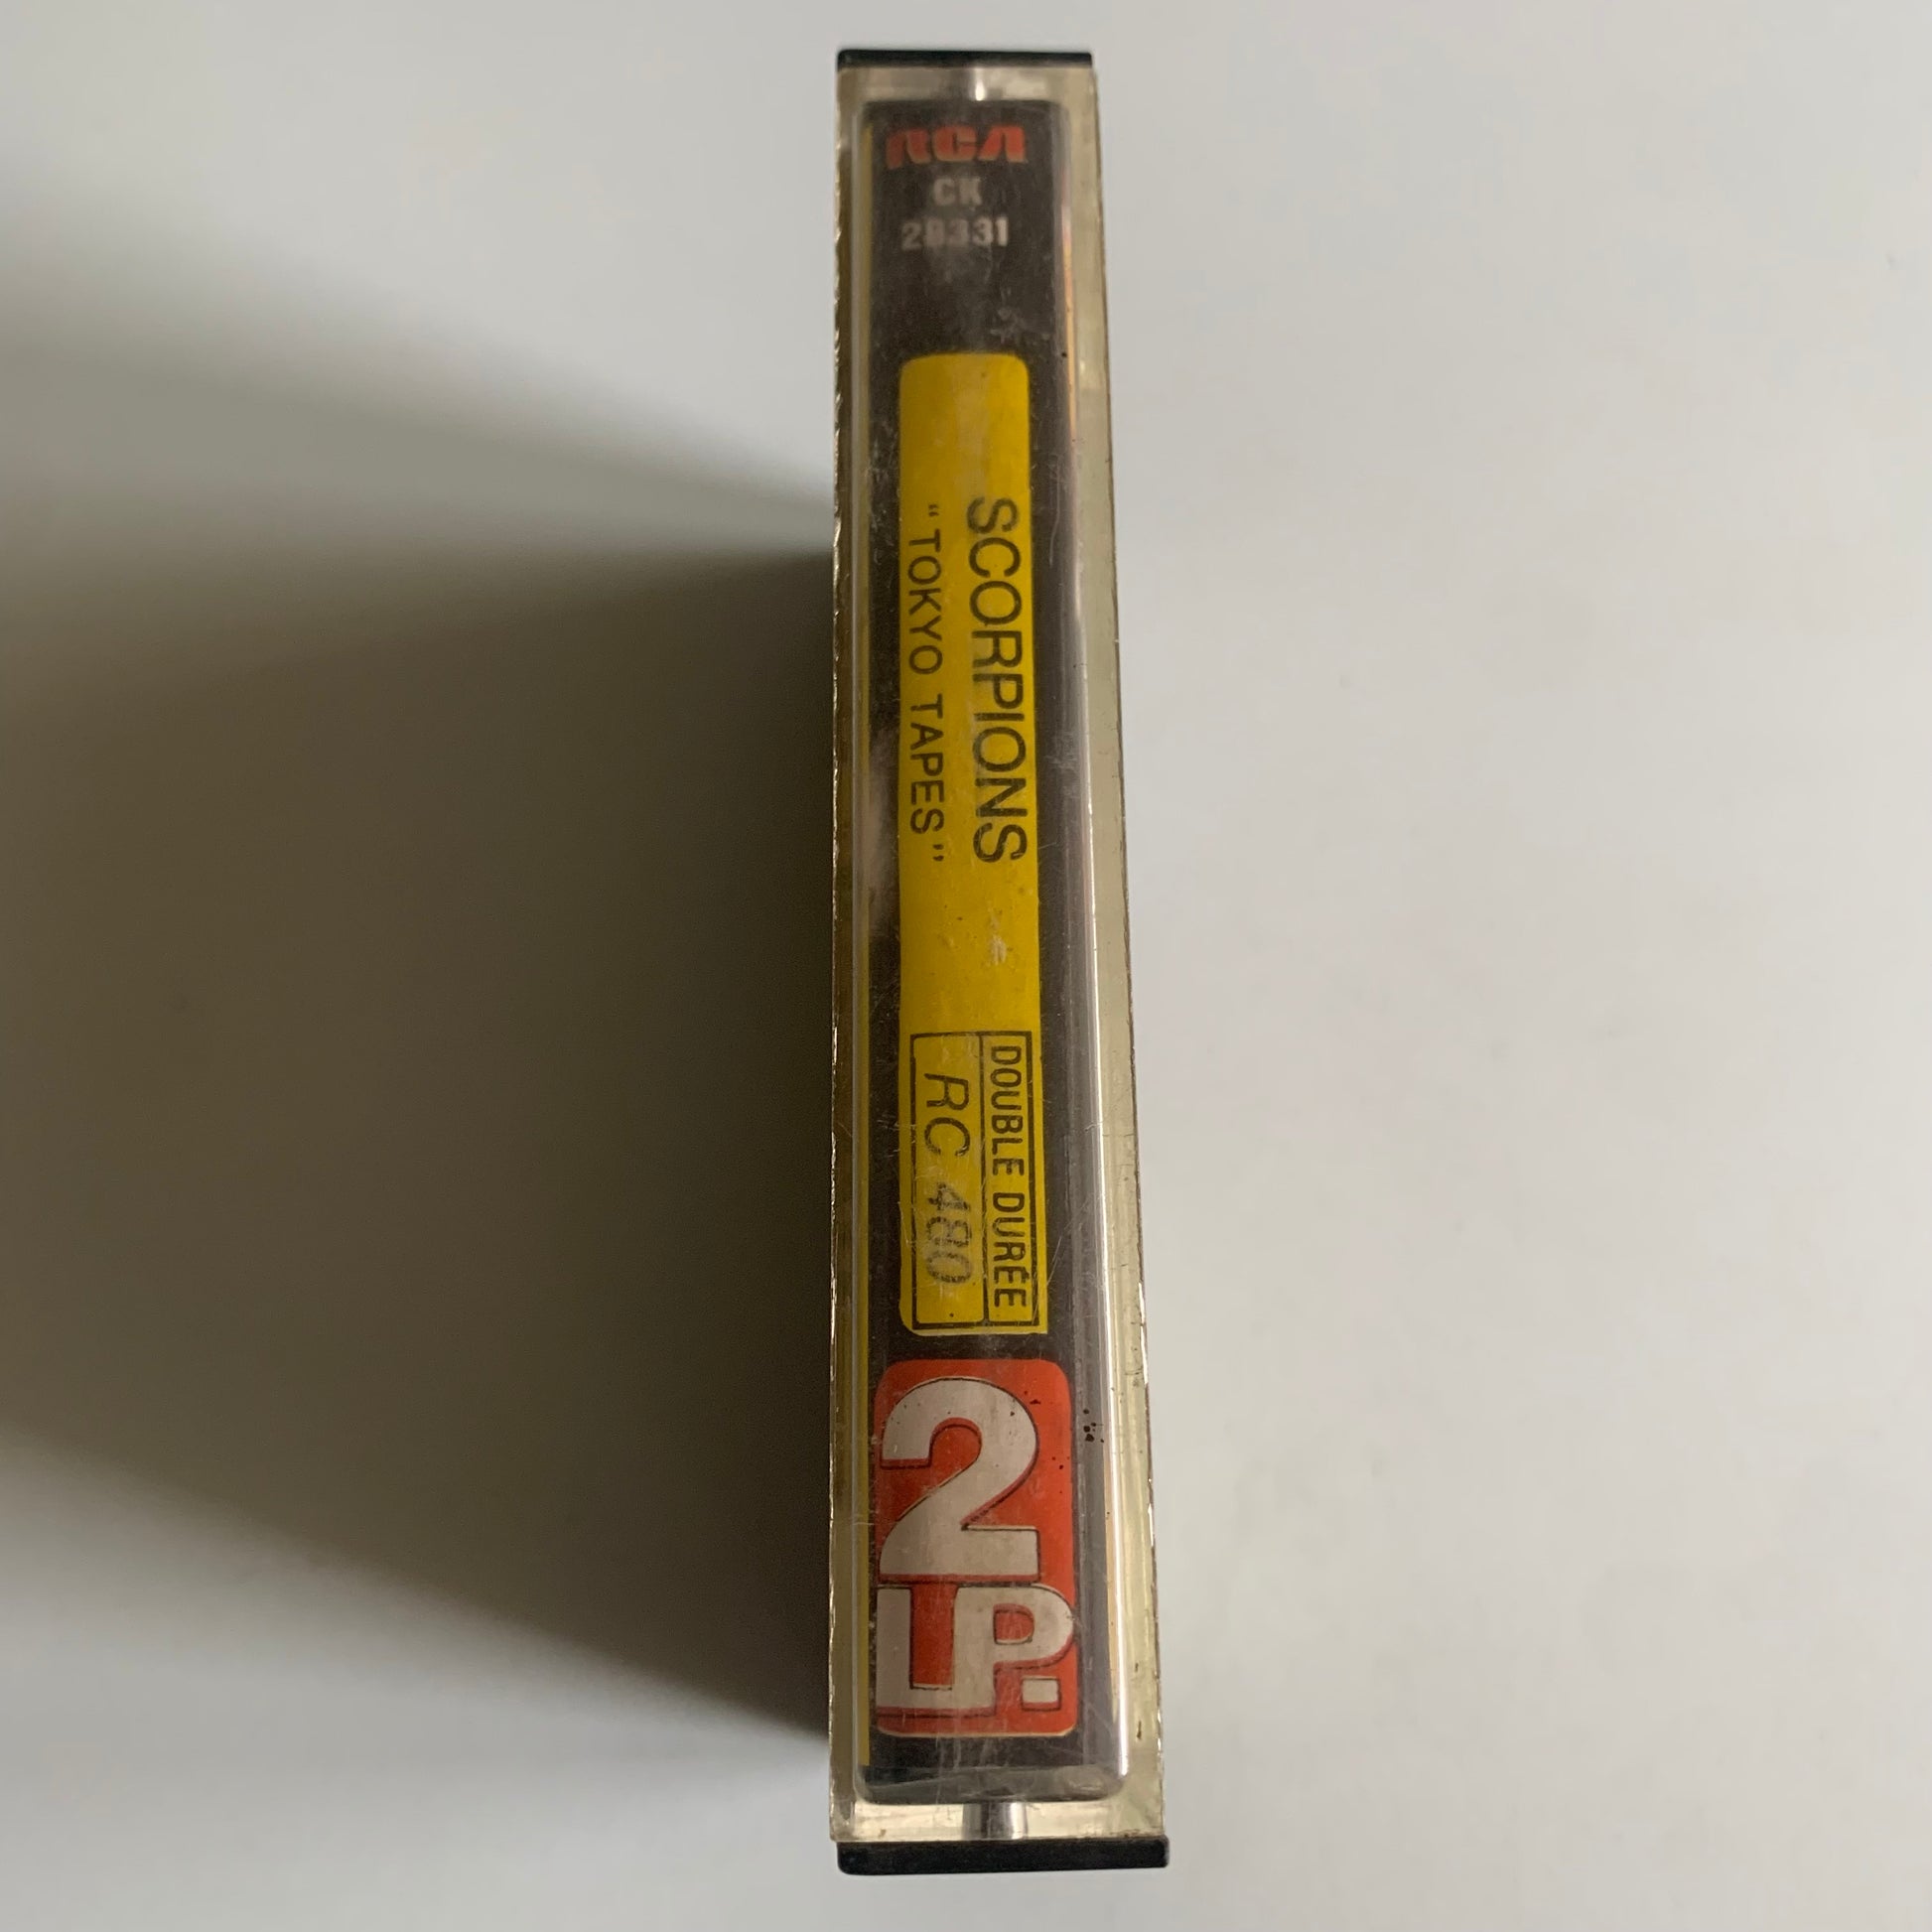 RCA
CK
28331
SCORPIONS
“TOKYO TAPES”
DOUBLE DURÉE
RC 480
2
LP.